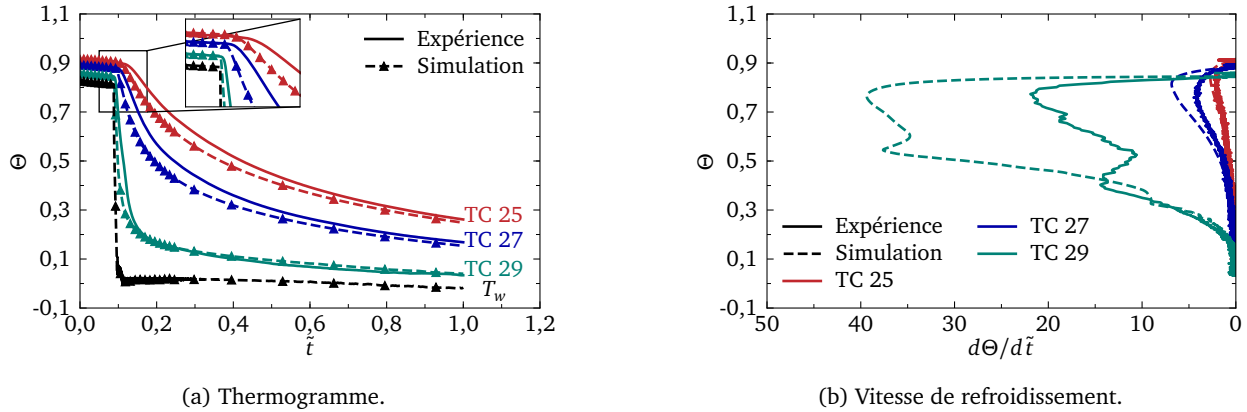 1,1
0,9
0,7
0,5
0,3
0,1
-0,1
Θ
0,0 0,2 0,4 0,6 0,8 1,0 1,2
t̃
Expérience
Simulation
TC 25
TC 27
TC 29
T_w
(a) Thermogramme.
1,1
0,9
0,7
0,5
0,3
0,1
-0,1
Θ
50 40 30 20 10 0
dΘ/dt̃
Expérience
Simulation
TC 25
TC 27
TC 29
(b) Vitesse de refroidissement.